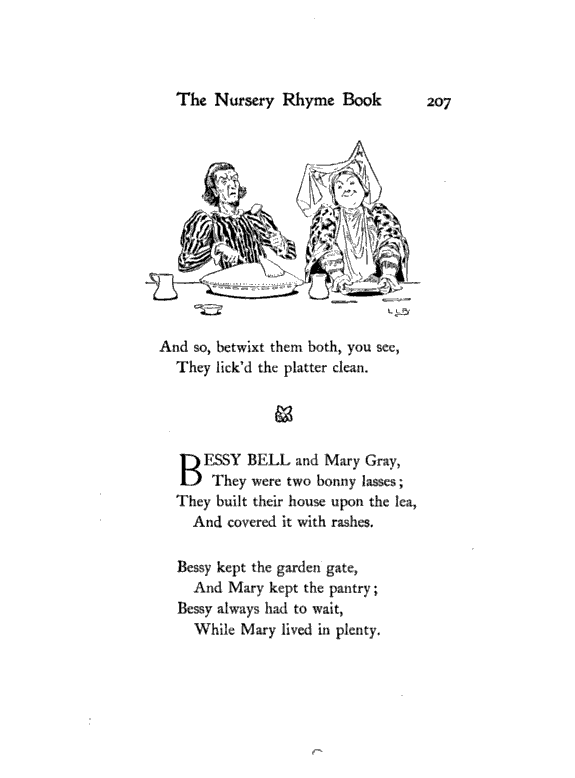 The Nursery Rhyme Book 207
L L B
And so, betwixt them both, you see,
They lick'd the platter clean.
BESSY BELL and Mary Gray,
They were two bonny lasses;
They built their house upon the lea,
And covered it with rashes.
Bessy kept the garden gate,
And Mary kept the pantry;
Bessy always had to wait,
While Mary lived in plenty.